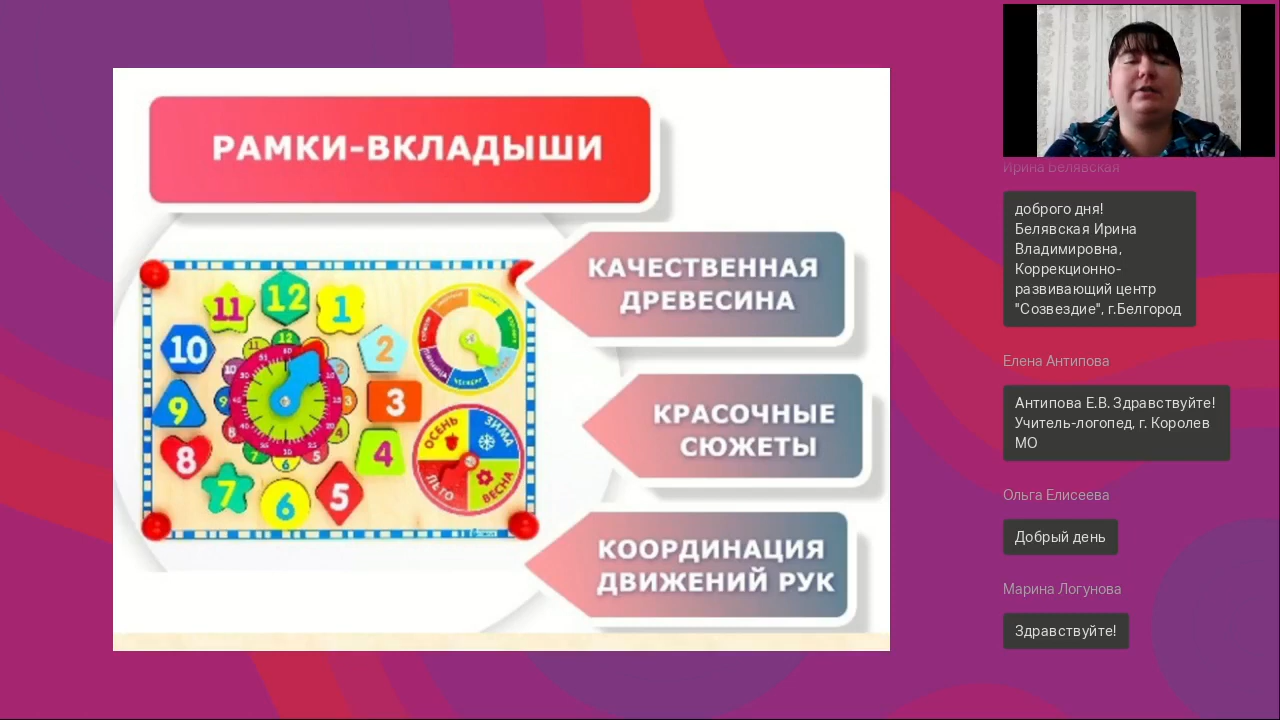 РАМКИ-ВКЛАДЫШИ
КАЧЕСТВЕННАЯ
ДРЕВЕСИНА
КРАСОЧНЫЕ
СЮЖЕТЫ
КООРДИНАЦИЯ
ДВИЖЕНИЙ РУК
12
11
1
10
2
9
3
8
4
7
6
5
ОСЕНЬ
ЗИМА
ЛЕТО
ВЕСНА
Ирина Белявская
доброго дня!
Белявская Ирина
Владимировна,
Коррекционно-
развивающий центр
"Созвездие", г.Белгород
Елена Антипова
Антипова Е.В. Здравствуйте!
Учитель-логопед, г. Королев
МО
Ольга Елисеева
Добрый день
Марина Логунова
Здравствуйте!